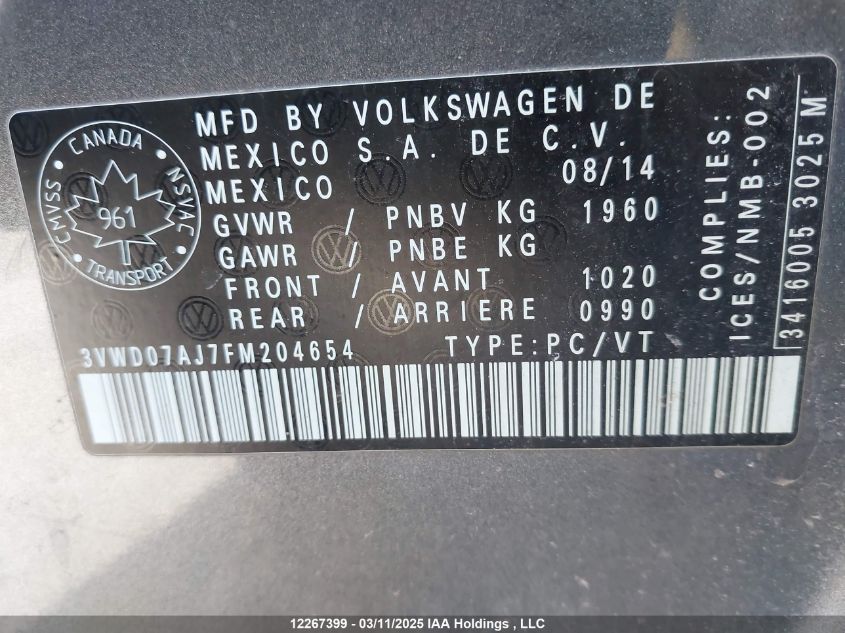 MFD BY VOLKSWAGEN DE
MEXICO S.A. DE C.V.
MEXICO 08/14
GVWR / PNBV KG 1960
GAWR / PNBE KG
FRONT / AVANT 1020
REAR / ARRIERE 0990
3VWD07AJ7FM204654 TYPE:PC/VT
CANADA
CMVSS
NSVAC
961
TRANSPORT
COMPLIES:
ICES/NMB-002
3416005 3025 M
12267399 - 03/11/2025 IAA Holdings , LLC